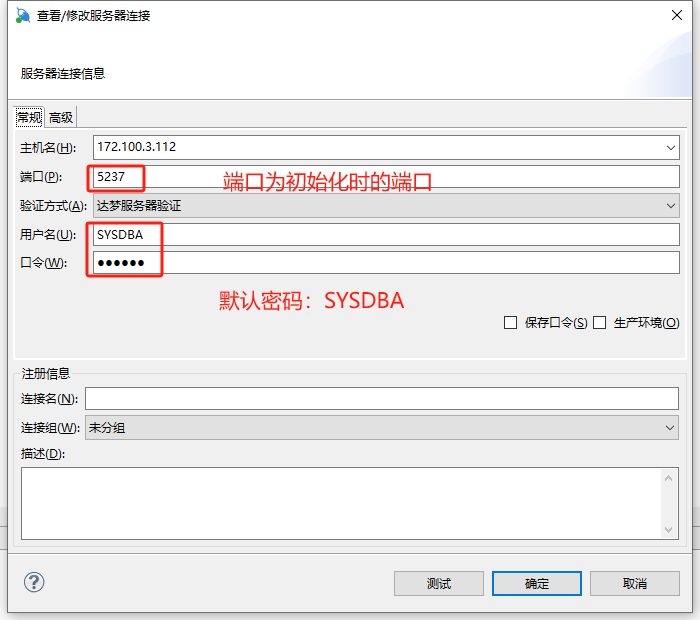 查看/修改服务器连接
服务器连接信息
常规 高级
主机名(H): 172.100.3.112
端口(P): 5237 端口为初始化时的端口
验证方式(A): 达梦服务器验证
用户名(U): SYSDBA
口令(W): ●●●●●●
默认密码：SYSDBA
保存口令(S) 生产环境(O)
注册信息
连接名(N):
连接组(W): 未分组
描述(D):
?
测试 确定 取消